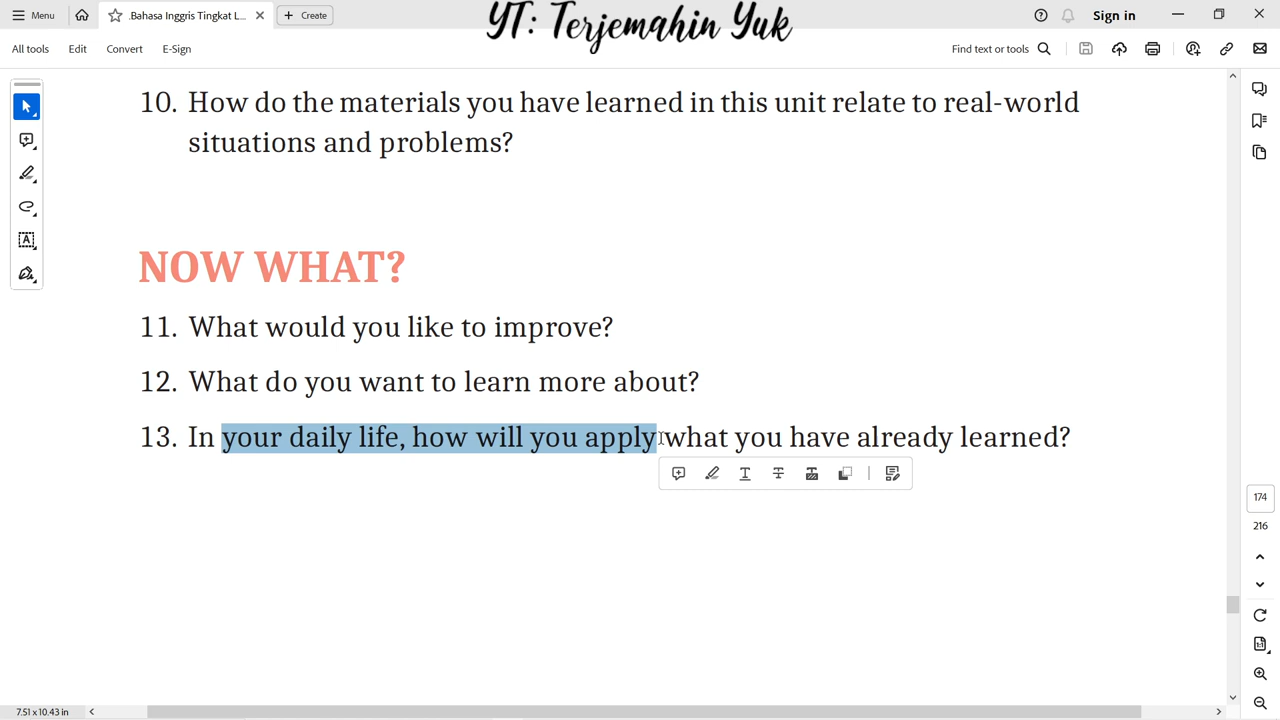 Menu
.Bahasa Inggris Tingkat L...
Create
YT: Terjemahin Yuk
Sign in
All tools
Edit
Convert
E-Sign
Find text or tools
10. How do the materials you have learned in this unit relate to real-world
situations and problems?
NOW WHAT?
11. What would you like to improve?
12. What do you want to learn more about?
13. In your daily life, how will you apply what you have already learned?
174
216
7.51 x 10.43 in